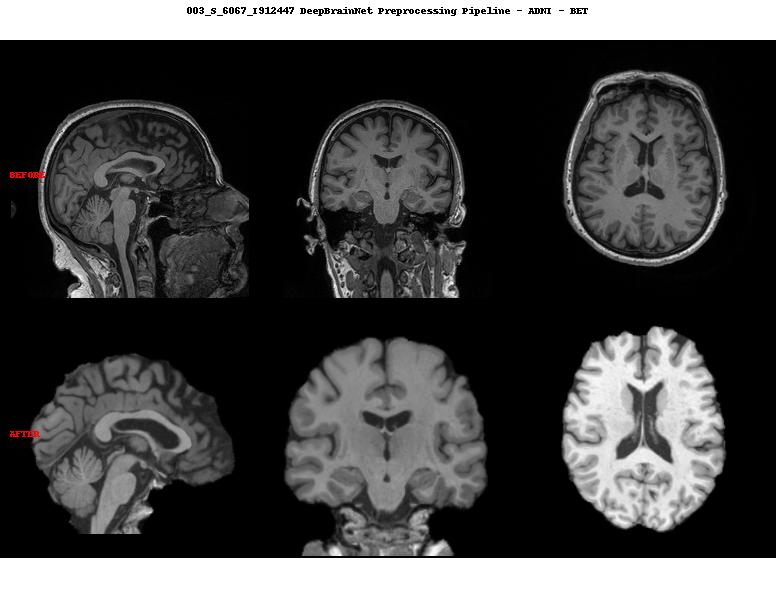 003_S_6067_I912447 DeepBrainNet Preprocessing Pipeline - ADNI - BET
BEFORE
AFTER